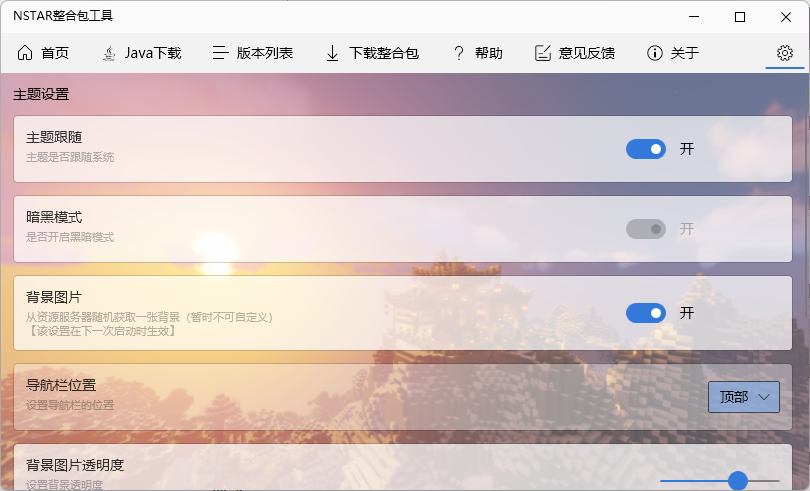 NSTAR整合包工具
首页
Java下载
版本列表
下载整合包
帮助
意见反馈
关于
主题设置
主题跟随
主题是否跟随系统
开
暗黑模式
是否开启黑暗模式
开
背景图片
从资源服务器随机获取一张背景（暂时不可自定义）
【该设置在下一次启动时生效】
开
导航栏位置
设置导航栏的位置
顶部
背景图片透明度
设置背景透明度